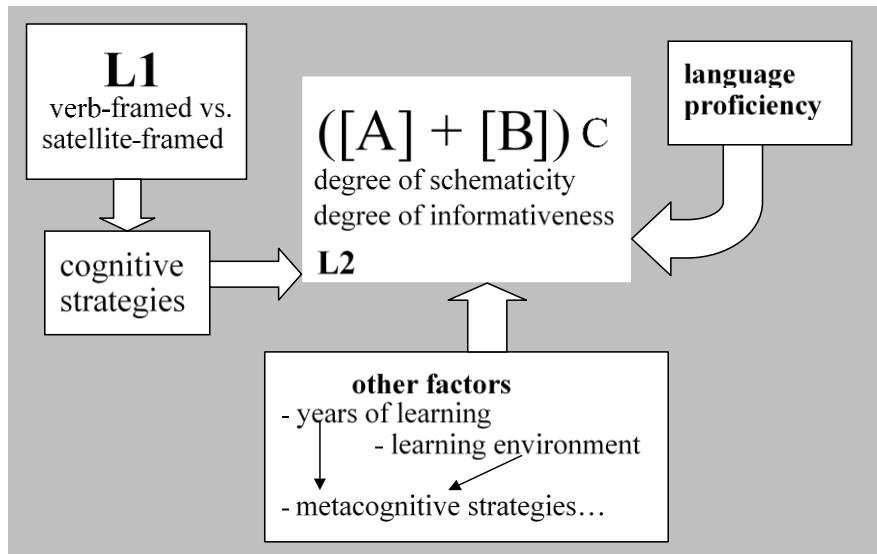 L1
verb-framed vs.
satellite-framed
cognitive
strategies
([A] + [B]) C
degree of schematicity
degree of informativeness
L2
language
proficiency
other factors
- years of learning
- learning environment
- metacognitive strategies…